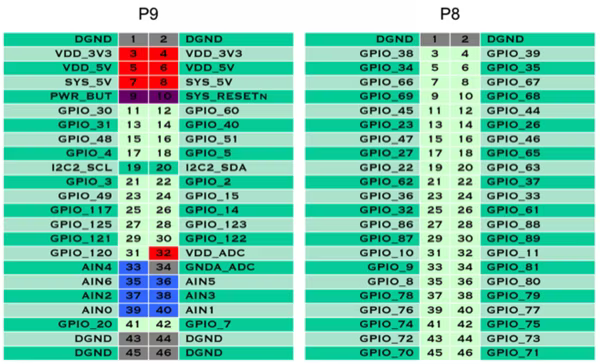 P9 P8
DGND 1 2 DGND DGND 1 2 DGND
VDD_3V3 3 4 VDD_3V3 GPIO_38 3 4 GPIO_39
VDD_5V 5 6 VDD_5V GPIO_34 5 6 GPIO_35
SYS_5V 7 8 SYS_5V GPIO_66 7 8 GPIO_67
PWR_BUT 9 10 SYS_RESETN GPIO_69 9 10 GPIO_68
GPIO_30 11 12 GPIO_60 GPIO_45 11 12 GPIO_44
GPIO_31 13 14 GPIO_40 GPIO_23 13 14 GPIO_26
GPIO_48 15 16 GPIO_51 GPIO_47 15 16 GPIO_46
GPIO_4 17 18 GPIO_5 GPIO_27 17 18 GPIO_65
I2C2_SCL 19 20 I2C2_SDA GPIO_22 19 20 GPIO_63
GPIO_3 21 22 GPIO_2 GPIO_62 21 22 GPIO_37
GPIO_49 23 24 GPIO_15 GPIO_36 23 24 GPIO_33
GPIO_117 25 26 GPIO_14 GPIO_32 25 26 GPIO_61
GPIO_125 27 28 GPIO_123 GPIO_86 27 28 GPIO_88
GPIO_121 29 30 GPIO_122 GPIO_87 29 30 GPIO_89
GPIO_120 31 32 VDD_ADC GPIO_10 31 32 GPIO_11
AIN4 33 34 GNDA_ADC GPIO_9 33 34 GPIO_81
AIN6 35 36 AIN5 GPIO_8 35 36 GPIO_80
AIN2 37 38 AIN3 GPIO_78 37 38 GPIO_79
AIN0 39 40 AIN1 GPIO_76 39 40 GPIO_77
GPIO_20 41 42 GPIO_7 GPIO_74 41 42 GPIO_75
DGND 43 44 DGND GPIO_72 43 44 GPIO_73
DGND 45 46 DGND GPIO_70 45 46 GPIO_71